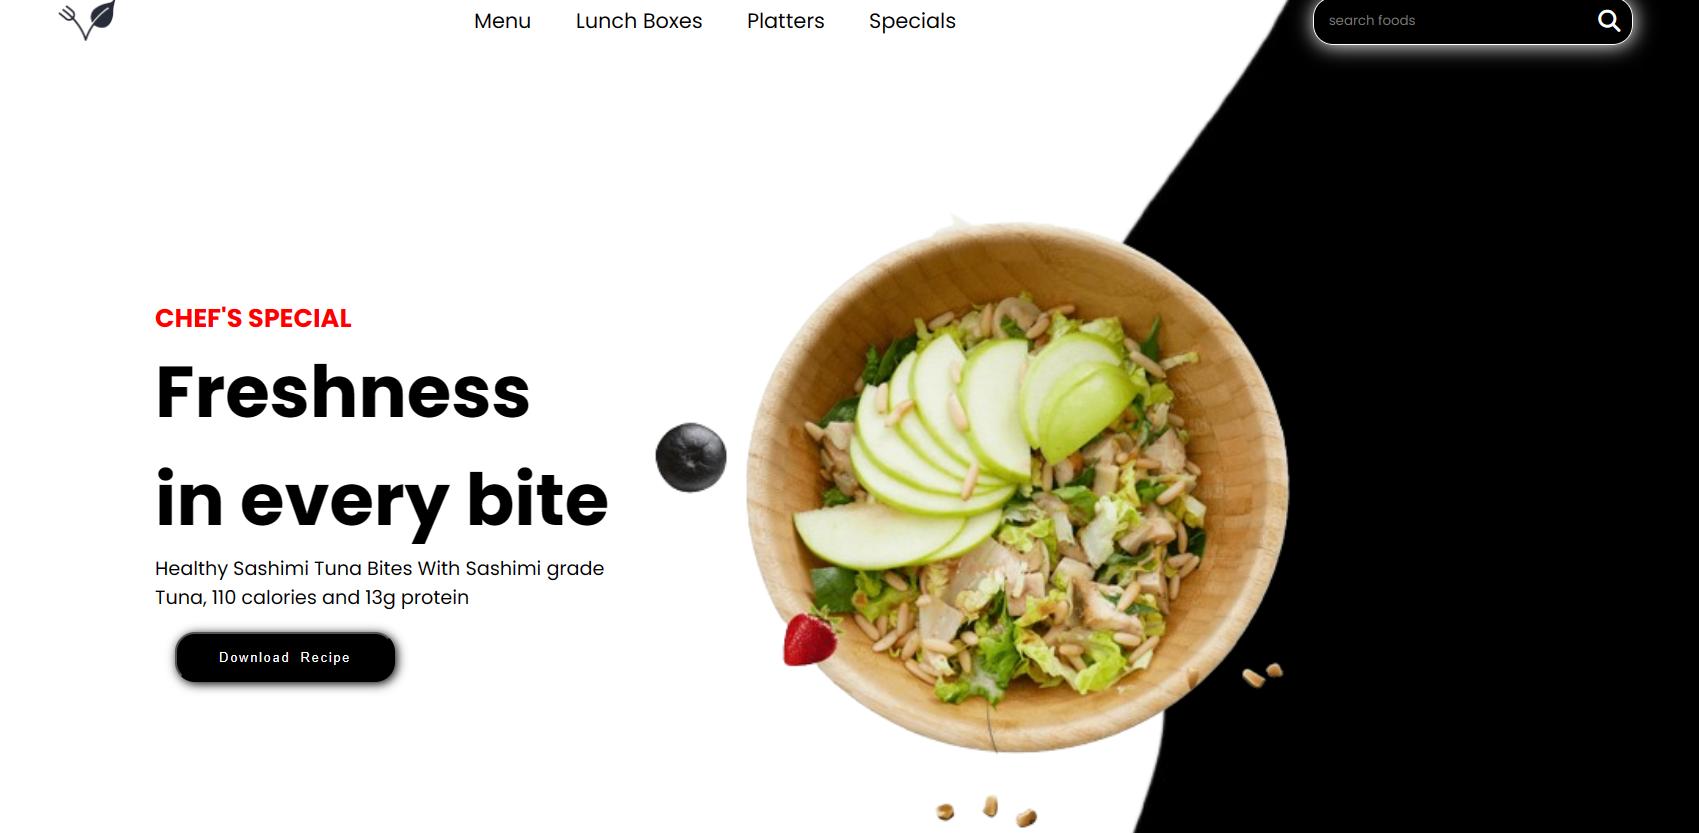 Menu Lunch Boxes Platters Specials search foods
CHEF'S SPECIAL
Freshness
in every bite
Healthy Sashimi Tuna Bites With Sashimi grade
Tuna, 110 calories and 13g protein
Download Recipe